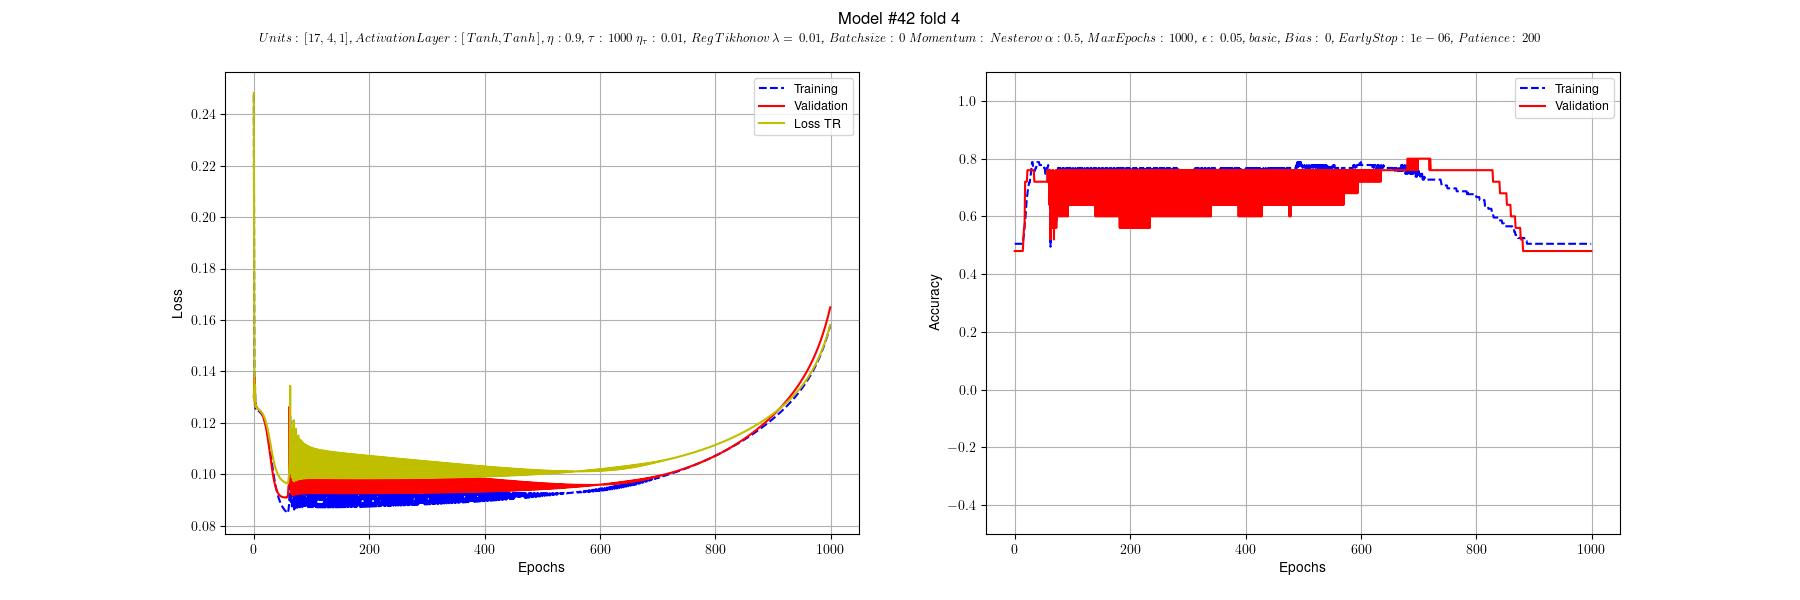 Model #42 fold 4
Units : [17, 4, 1], ActivationLayer : [Tanh, Tanh], η : 0.9, τ : 1000 η_τ : 0.01, RegTikhonov λ = 0.01, Batchsize : 0 Momentum : Nesterov α : 0.5, MaxEpochs : 1000, ϵ : 0.05, basic, Bias : 0, EarlyStop : 1e − 06, Patience : 200
Training
Validation
Loss TR
0.24
0.22
0.20
0.18
0.16
0.14
0.12
0.10
0.08
Loss
0 200 400 600 800 1000
Epochs
Training
Validation
1.0
0.8
0.6
0.4
0.2
0.0
−0.2
−0.4
Accuracy
0 200 400 600 800 1000
Epochs